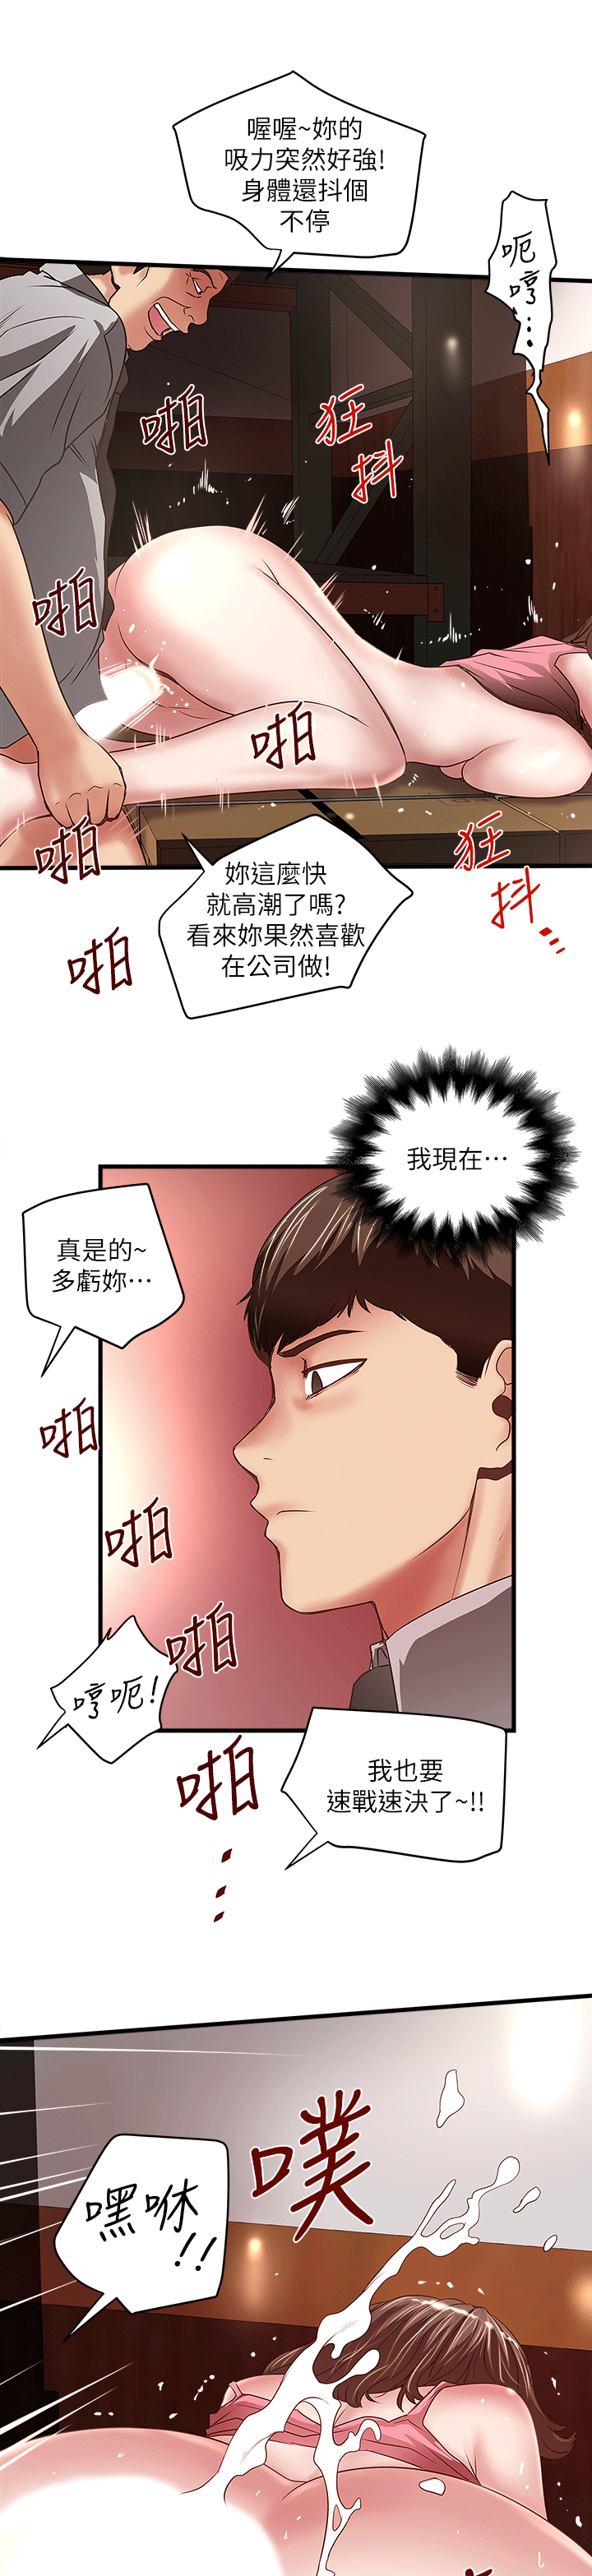 喔喔~妳的
吸力突然好強!
身體還抖個
不停
呃
哼…
啪
狂
抖
啪
啪
啪
狂
抖…
妳這麼快
就高潮了嗎?
看來妳果然喜歡
在公司做!
啪
我現在…
真是的~
多虧妳…
啪
啪
啪
哼呃!
我也要
速戰速決了~!!
啪…
噗
嘿咻!!